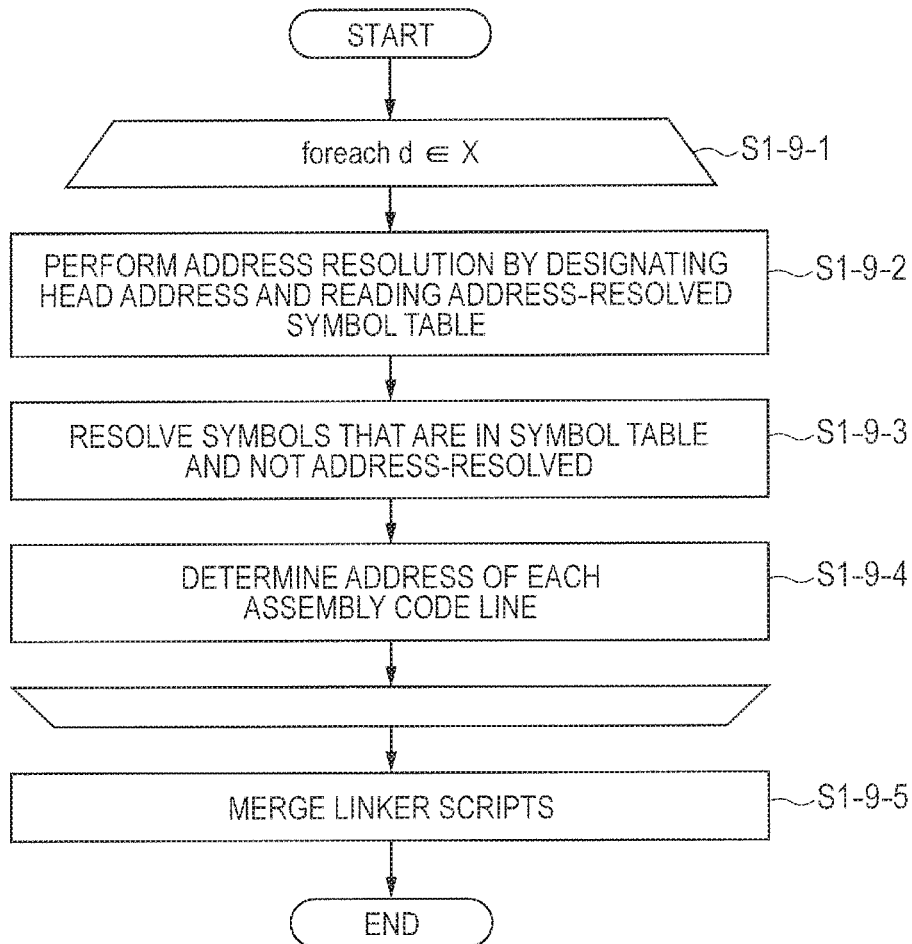 START
foreach d ∈ X
S1-9-1
PERFORM ADDRESS RESOLUTION BY DESIGNATING
HEAD ADDRESS AND READING ADDRESS-RESOLVED
SYMBOL TABLE
S1-9-2
RESOLVE SYMBOLS THAT ARE IN SYMBOL TABLE
AND NOT ADDRESS-RESOLVED
S1-9-3
DETERMINE ADDRESS OF EACH
ASSEMBLY CODE LINE
S1-9-4
MERGE LINKER SCRIPTS
S1-9-5
END